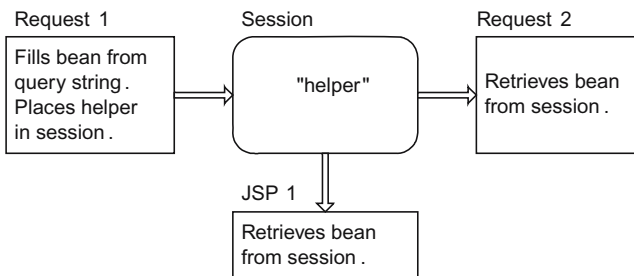 Request 1
Fills bean from
query string.
Places helper
in session.
Session
"helper"
Request 2
Retrieves bean
from session.
JSP 1
Retrieves bean
from session.